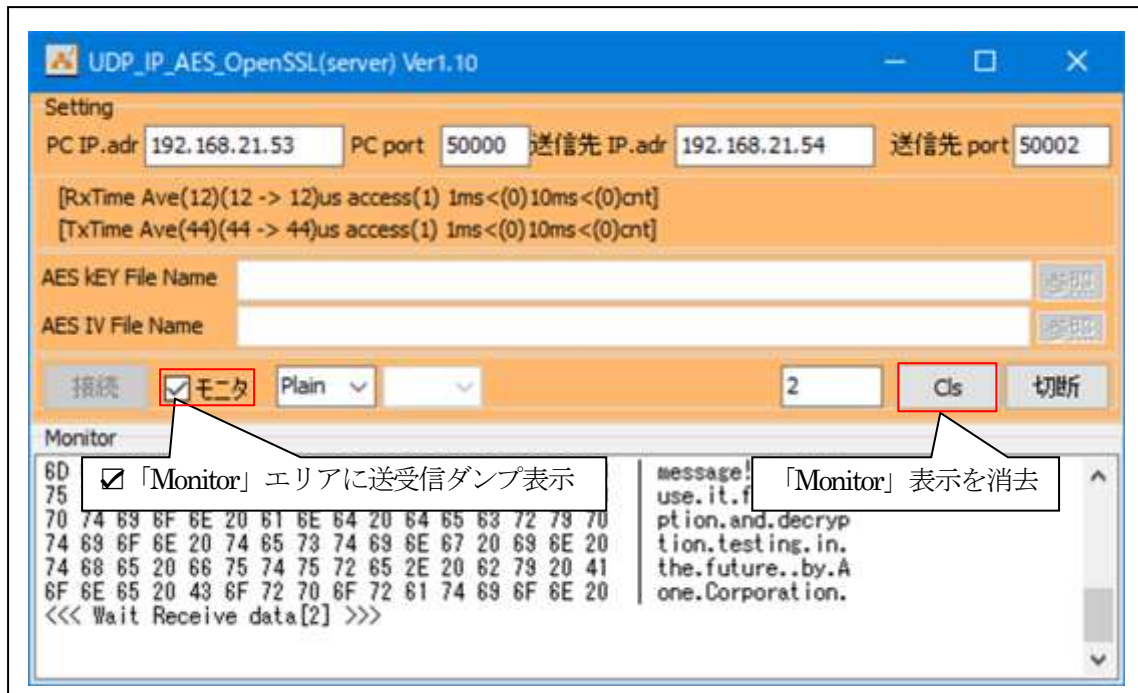 UDP_IP_AES_OpenSSL(server) Ver1.10
Setting
PC IP.adr 192.168.21.53 PC port 50000 送信先 IP.adr 192.168.21.54 送信先 port 50002
[RxTime Ave(12)(12 -> 12)us access(1) 1ms<(0)10ms<(0)cnt]
[TxTime Ave(44)(44 -> 44)us access(1) 1ms<(0)10ms<(0)cnt]
AES kEY File Name 参照
AES IV File Name 参照
接続 モニタ Plain 2 Cls 切断
Monitor
6D message!
☑「Monitor」エリアに送受信ダンプ表示 「Monitor」表示を消去
75 use.it.f
70 74 69 6F 6E 20 61 6E 64 20 64 65 63 72 79 70 | ption.and.decryp
74 69 6F 6E 20 74 65 73 74 69 6E 67 20 69 6E 20 | tion.testing.in.
74 68 65 20 66 75 74 75 72 65 2E 20 62 79 20 41 | the.future..by.A
6F 6E 65 20 43 6F 72 70 6F 72 61 74 69 6F 6E 20 | one.Corporation.
<<< Wait Receive data[2] >>>